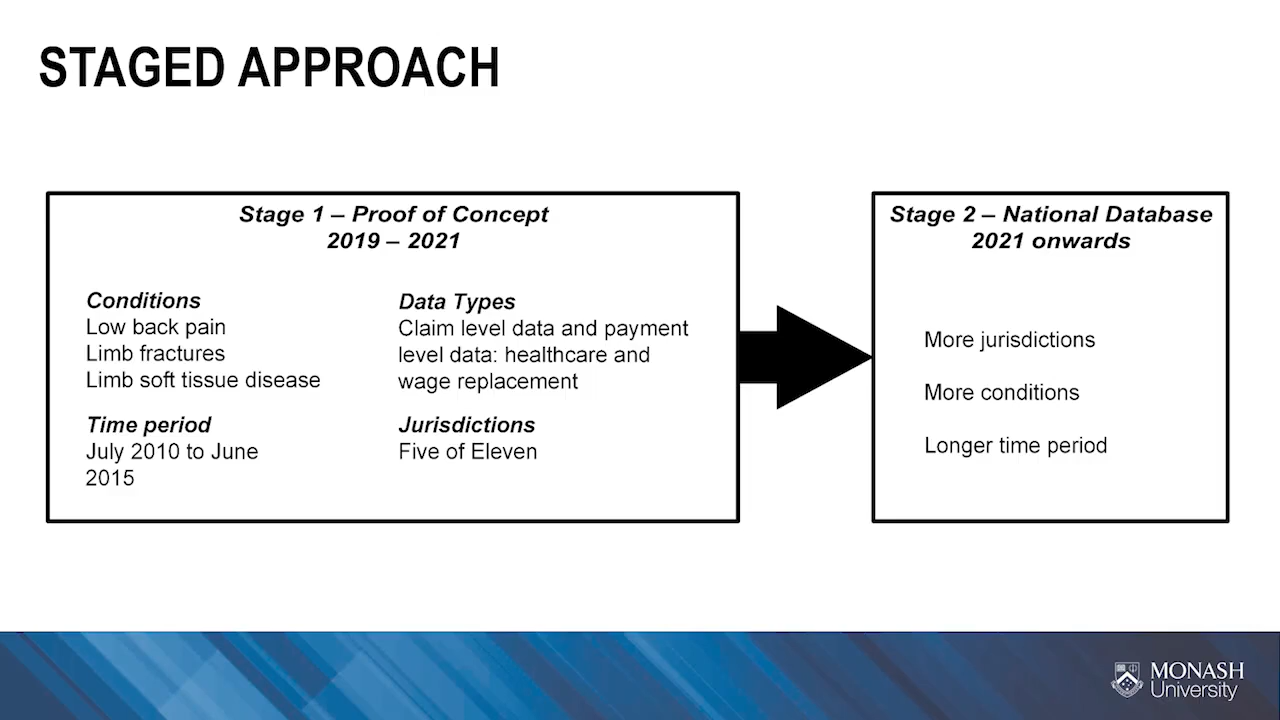 STAGED APPROACH
Stage 1 – Proof of Concept
2019 – 2021
Conditions
Low back pain
Limb fractures
Limb soft tissue disease
Time period
July 2010 to June
2015
Data Types
Claim level data and payment
level data: healthcare and
wage replacement
Jurisdictions
Five of Eleven
Stage 2 – National Database
2021 onwards
More jurisdictions
More conditions
Longer time period
MONASH
University